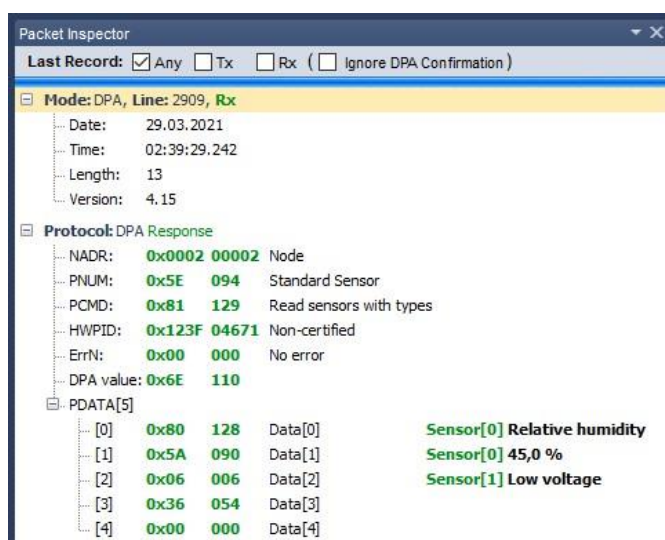 Packet Inspector
Last Record: Any Tx Rx ( Ignore DPA Confirmation )
Mode: DPA, Line: 2909, Rx
Date: 29.03.2021
Time: 02:39:29.242
Length: 13
Version: 4.15
Protocol: DPA Response
NADR: 0x0002 00002 Node
PNUM: 0x5E 094 Standard Sensor
PCMD: 0x81 129 Read sensors with types
HWPID: 0x123F 04671 Non-certified
ErrN: 0x00 000 No error
DPA value: 0x6E 110
PDATA[5]
[0] 0x80 128 Data[0] Sensor[0] Relative humidity
[1] 0x5A 090 Data[1] Sensor[0] 45,0 %
[2] 0x06 006 Data[2] Sensor[1] Low voltage
[3] 0x36 054 Data[3]
[4] 0x00 000 Data[4]